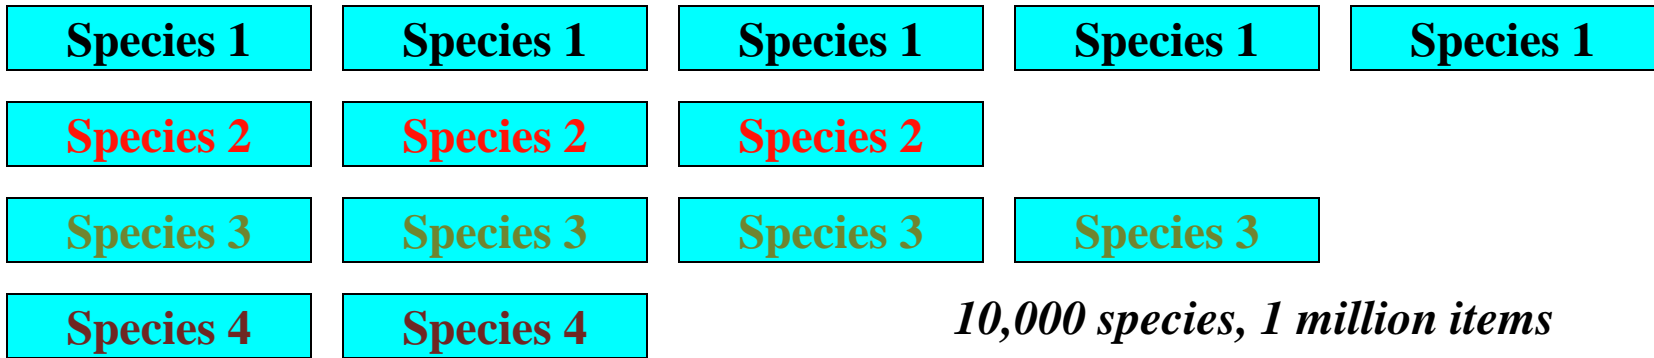 Species 1 Species 1 Species 1 Species 1 Species 1
Species 2 Species 2 Species 2
Species 3 Species 3 Species 3 Species 3
Species 4 Species 4 10,000 species, 1 million items